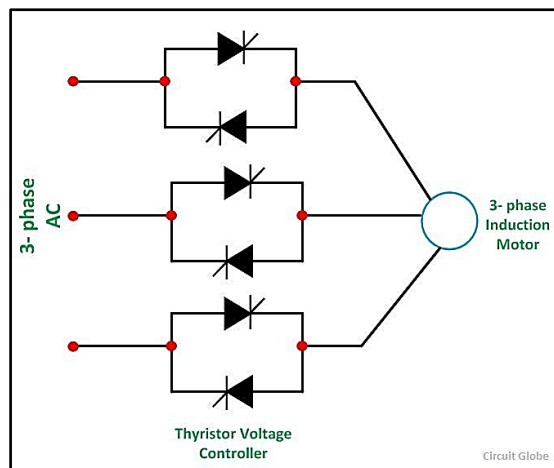 3- phase
AC
3- phase
Induction
Motor
Thyristor Voltage
Controller
Circuit Globe